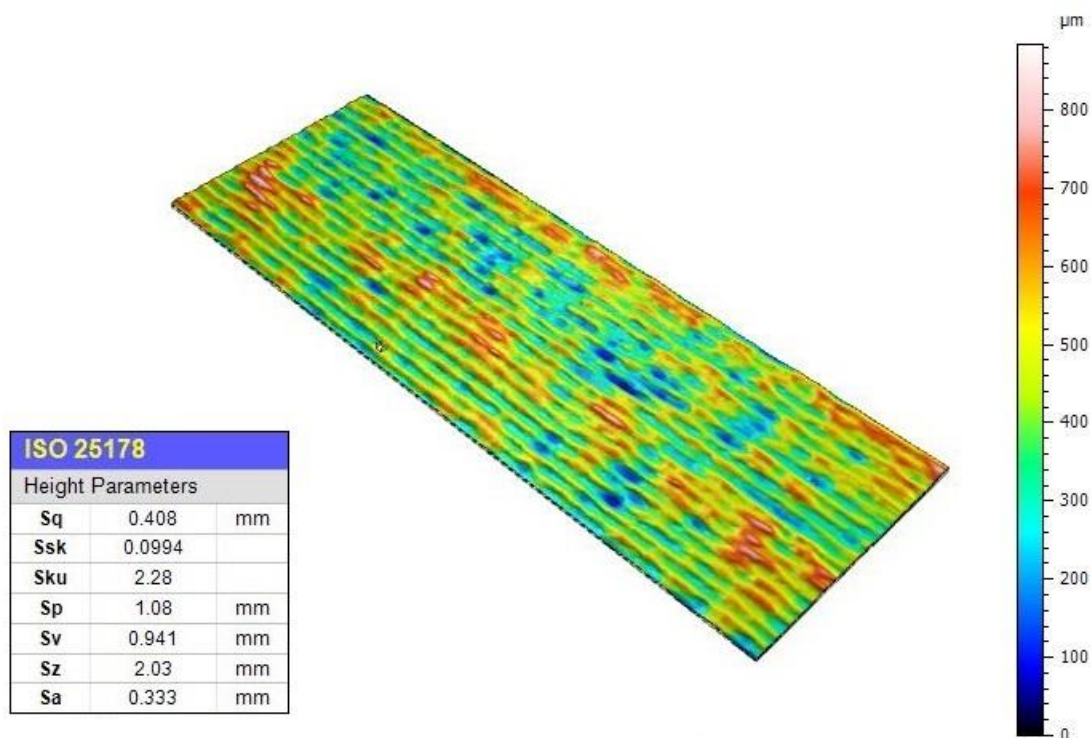 µm
800
700
600
500
400
300
200
100
0
ISO 25178
Height Parameters
Sq 0.408 mm
Ssk 0.0994
Sku 2.28
Sp 1.08 mm
Sv 0.941 mm
Sz 2.03 mm
Sa 0.333 mm